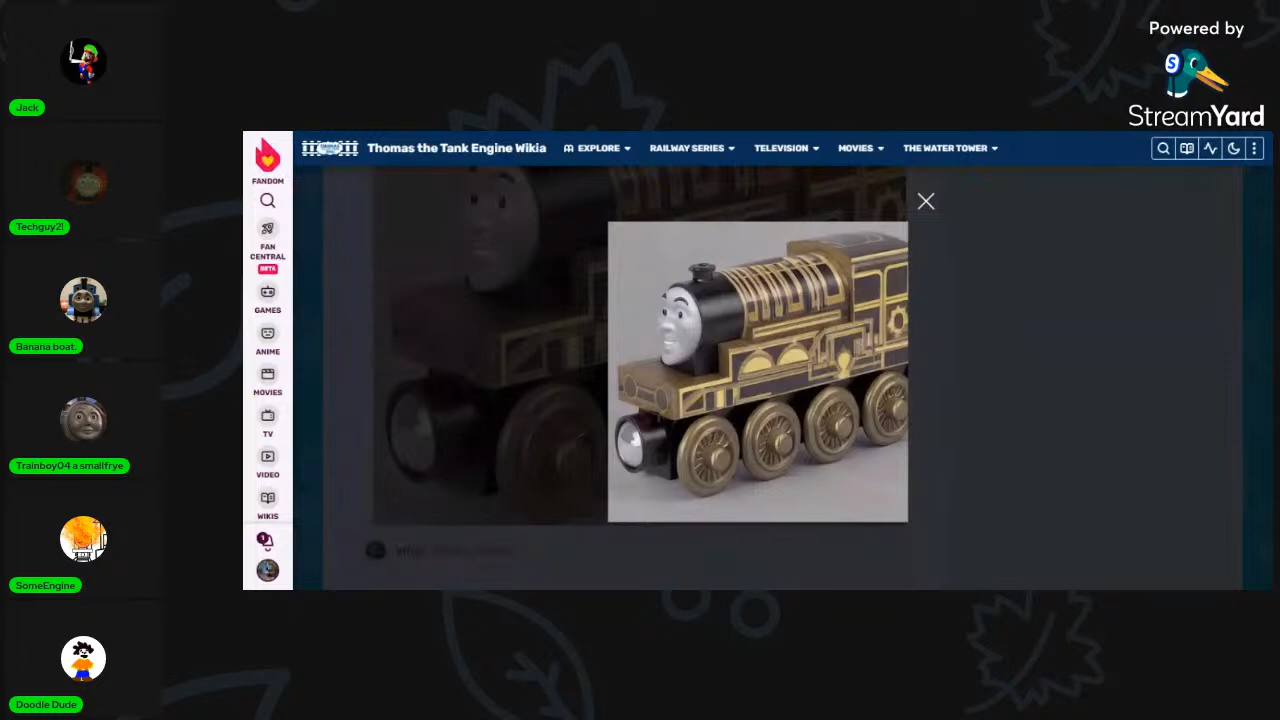 Powered by
StreamYard
Jack
Techguy2!
Banana boat.
Trainboy04 a smallfrye
SomeEngine
Doodle Dude
FANDOM
FAN
CENTRAL
BETA
GAMES
ANIME
MOVIES
TV
VIDEO
WIKIS
1
Thomas the Tank Engine Wikia
EXPLORE
RAILWAY SERIES
TELEVISION
MOVIES
THE WATER TOWER